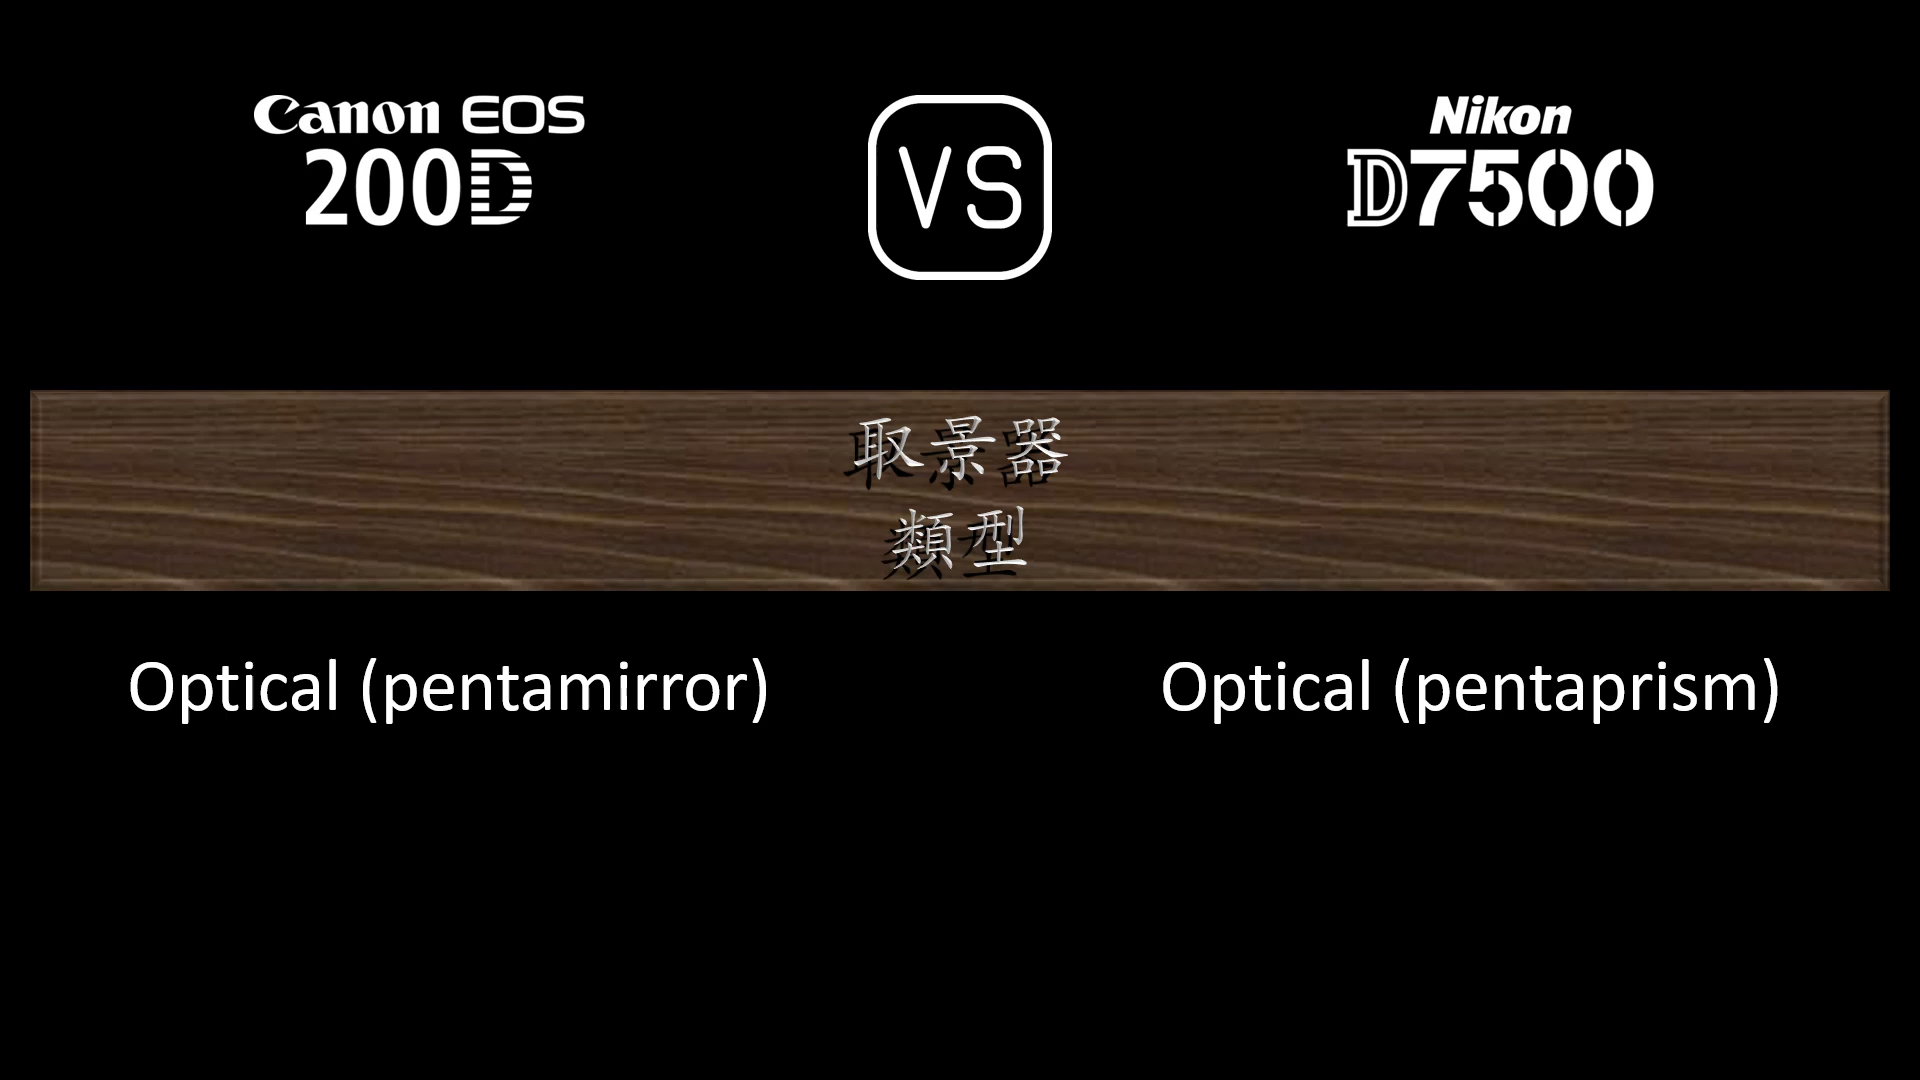 Canon EOS
200D
VS
Nikon
D7500
取景器
類型
Optical (pentamirror)
Optical (pentaprism)